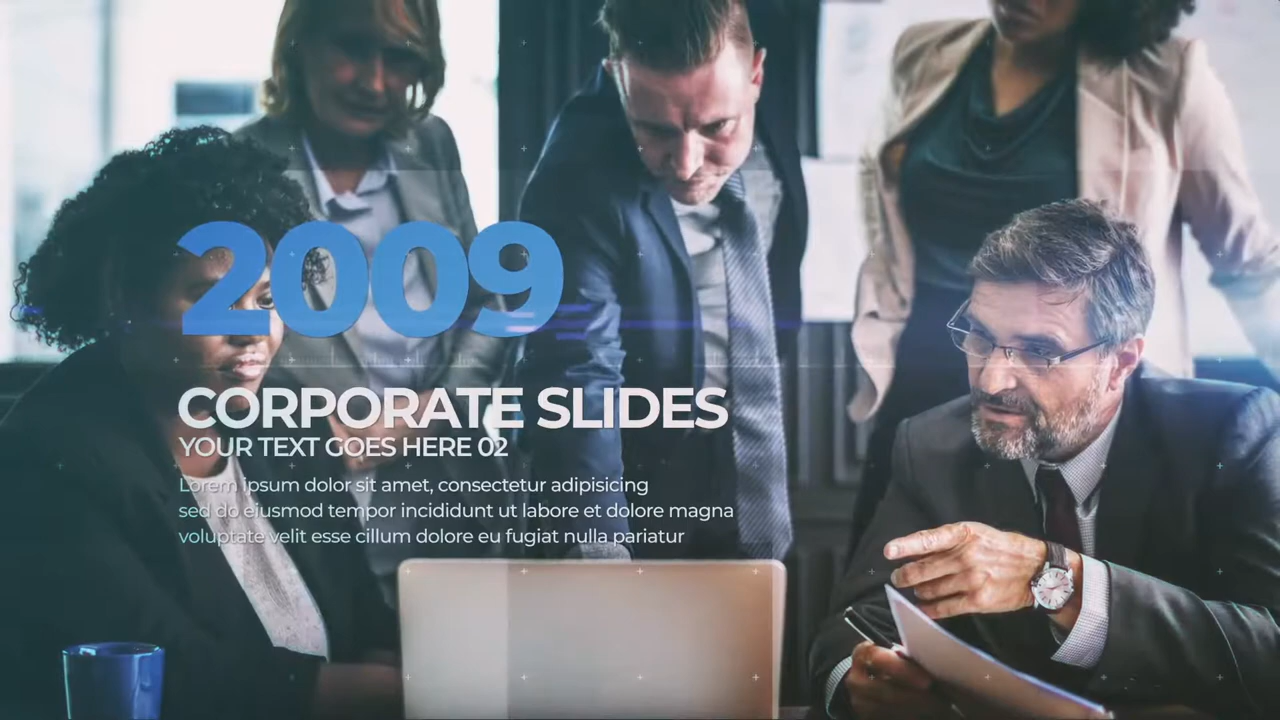 2009
CORPORATE SLIDES
YOUR TEXT GOES HERE 02
Lorem ipsum dolor sit amet, consectetur adipisicing
sed do eiusmod tempor incididunt ut labore et dolore magna
voluptate velit esse cillum dolore eu fugiat nulla pariatur